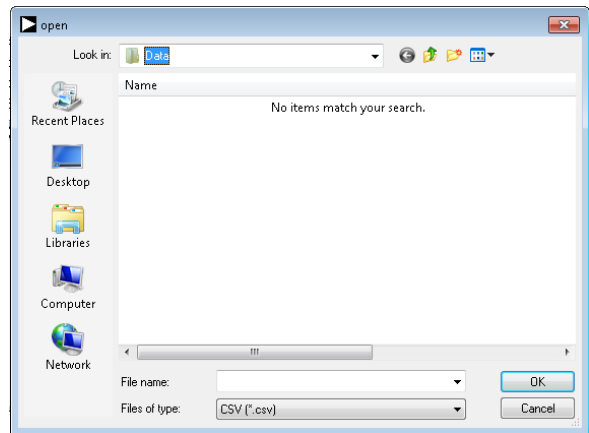 open
Look in: Data
Name
No items match your search.
Recent Places
Desktop
Libraries
Computer
Network
File name: OK
Files of type: CSV (*.csv) Cancel